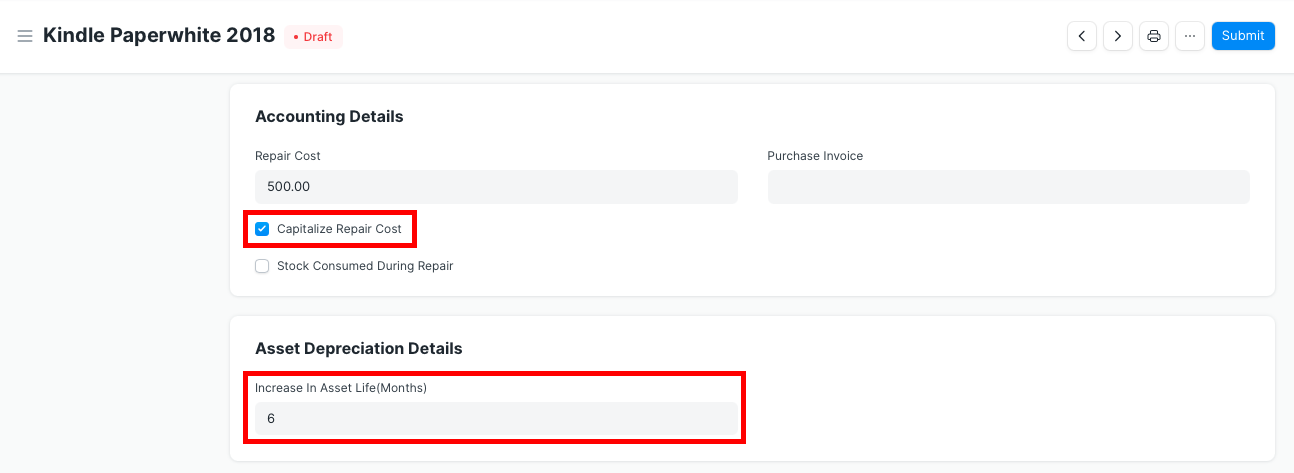 Kindle Paperwhite 2018 • Draft ... Submit
Accounting Details
Repair Cost Purchase Invoice
500.00
Capitalize Repair Cost
Stock Consumed During Repair
Asset Depreciation Details
Increase In Asset Life(Months)
6